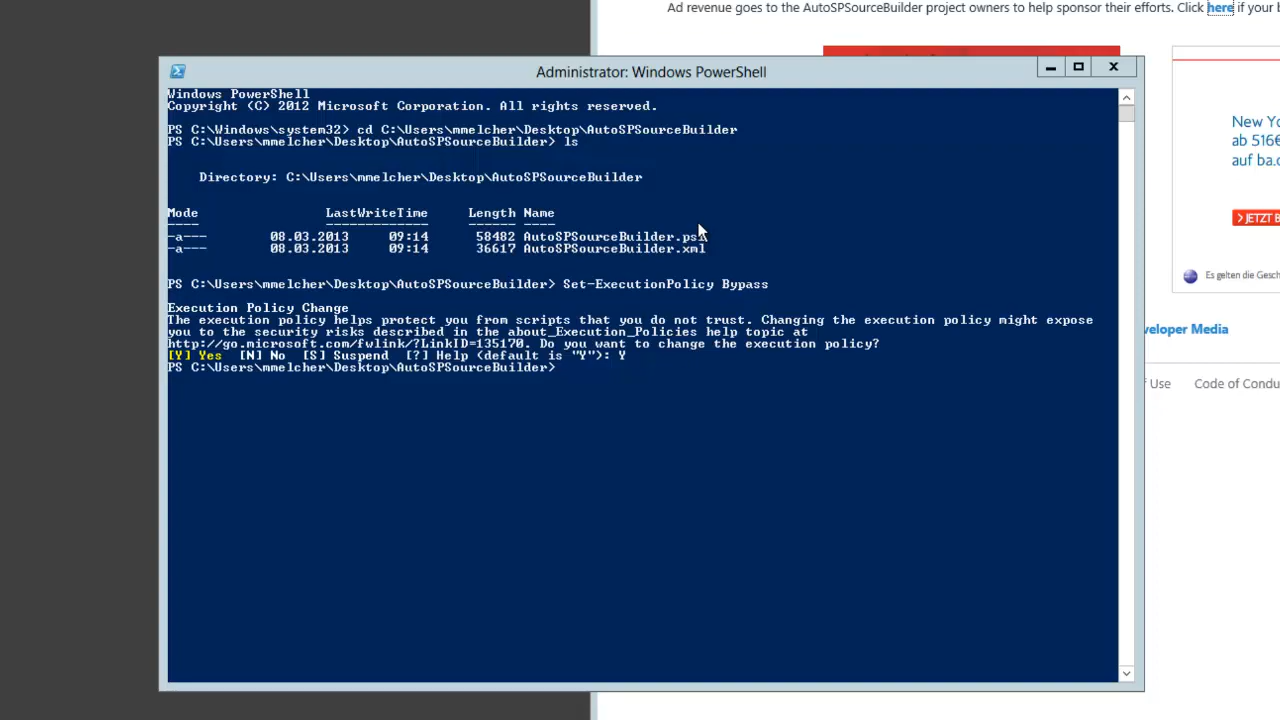 Ad revenue goes to the AutoSPSourceBuilder project owners to help sponsor their efforts. Click here if your
Administrator: Windows PowerShell
Windows PowerShell
Copyright (C) 2012 Microsoft Corporation. All rights reserved.
PS C:\Windows\system32> cd C:\Users\mmelcher\Desktop\AutoSPSourceBuilder
PS C:\Users\mmelcher\Desktop\AutoSPSourceBuilder> ls
Directory: C:\Users\mmelcher\Desktop\AutoSPSourceBuilder
Mode LastWriteTime Length Name
---- ------------- ------ ----
-a--- 08.03.2013 09:14 58482 AutoSPSourceBuilder.ps1
-a--- 08.03.2013 09:14 36617 AutoSPSourceBuilder.xml
PS C:\Users\mmelcher\Desktop\AutoSPSourceBuilder> Set-ExecutionPolicy Bypass
Execution Policy Change
The execution policy helps protect you from scripts that you do not trust. Changing the execution policy might expose
you to the security risks described in the about_Execution_Policies help topic at
http://go.microsoft.com/fwlink/?LinkID=135170. Do you want to change the execution policy?
[Y] Yes [N] No [S] Suspend [?] Help (default is "Y"): Y
PS C:\Users\mmelcher\Desktop\AutoSPSourceBuilder>
New Yo
ab 516€
auf ba.c
JETZT B
Es gelten die Gesch
veloper Media
of Use Code of Condu